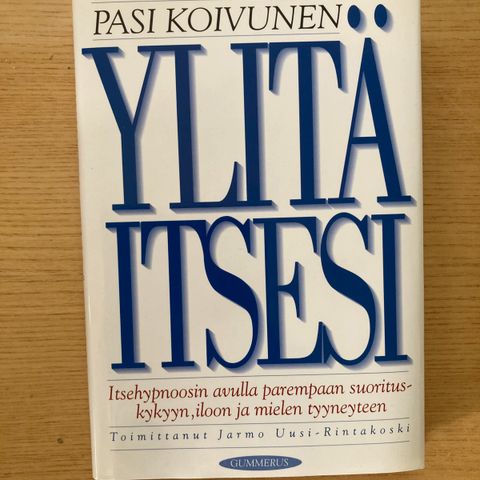 PASI KOIVUNEN
YLITÄ
ITSESI
Itsehypnoosin avulla parempaan suoritus-
kykyyn, iloon ja mielen tyyneyteen
Toimittanut Jarmo Uusi-Rintakoski
GUMMERUS